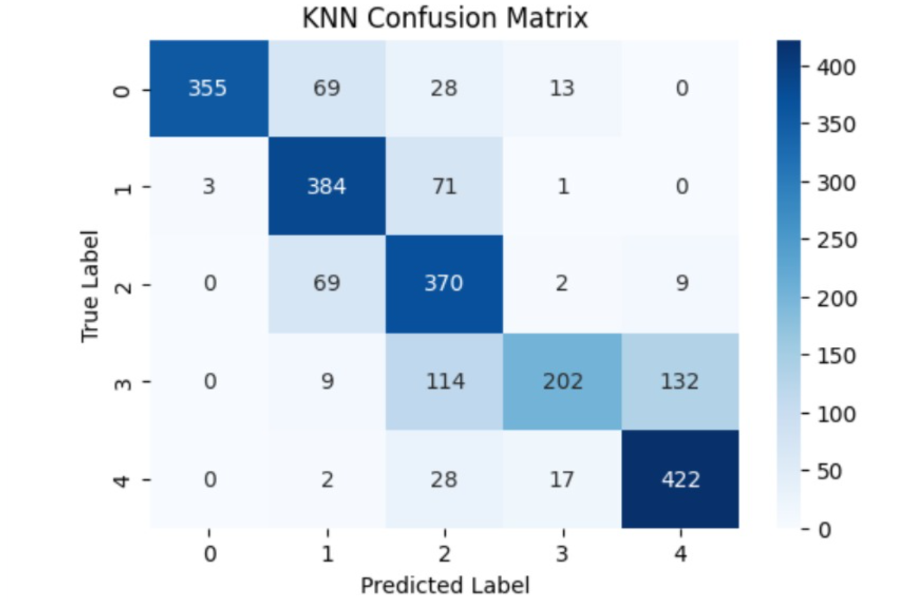 KNN Confusion Matrix
0 355 69 28 13 0
1 3 384 71 1 0
2 0 69 370 2 9
3 0 9 114 202 132
4 0 2 28 17 422
0 1 2 3 4
True Label
Predicted Label
400
350
300
250
200
150
100
50
0